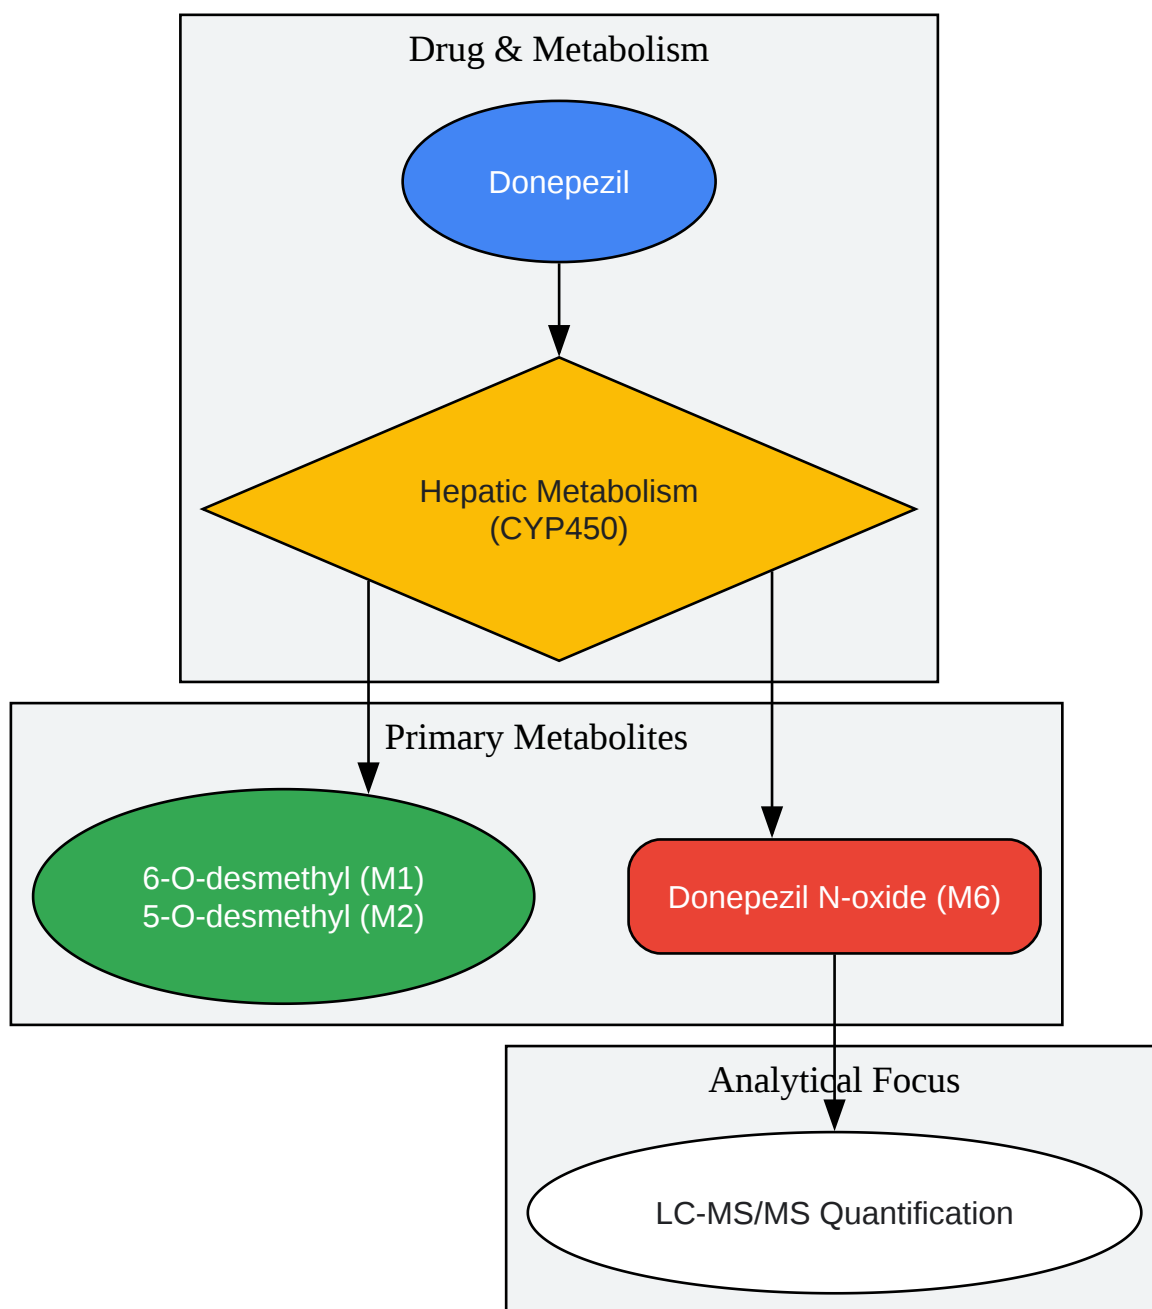 Drug & Metabolism
Donepezil
Hepatic Metabolism
(CYP450)
Primary Metabolites
6-O-desmethyl (M1)
5-O-desmethyl (M2)
Donepezil N-oxide (M6)
Analytical Focus
LC-MS/MS Quantification